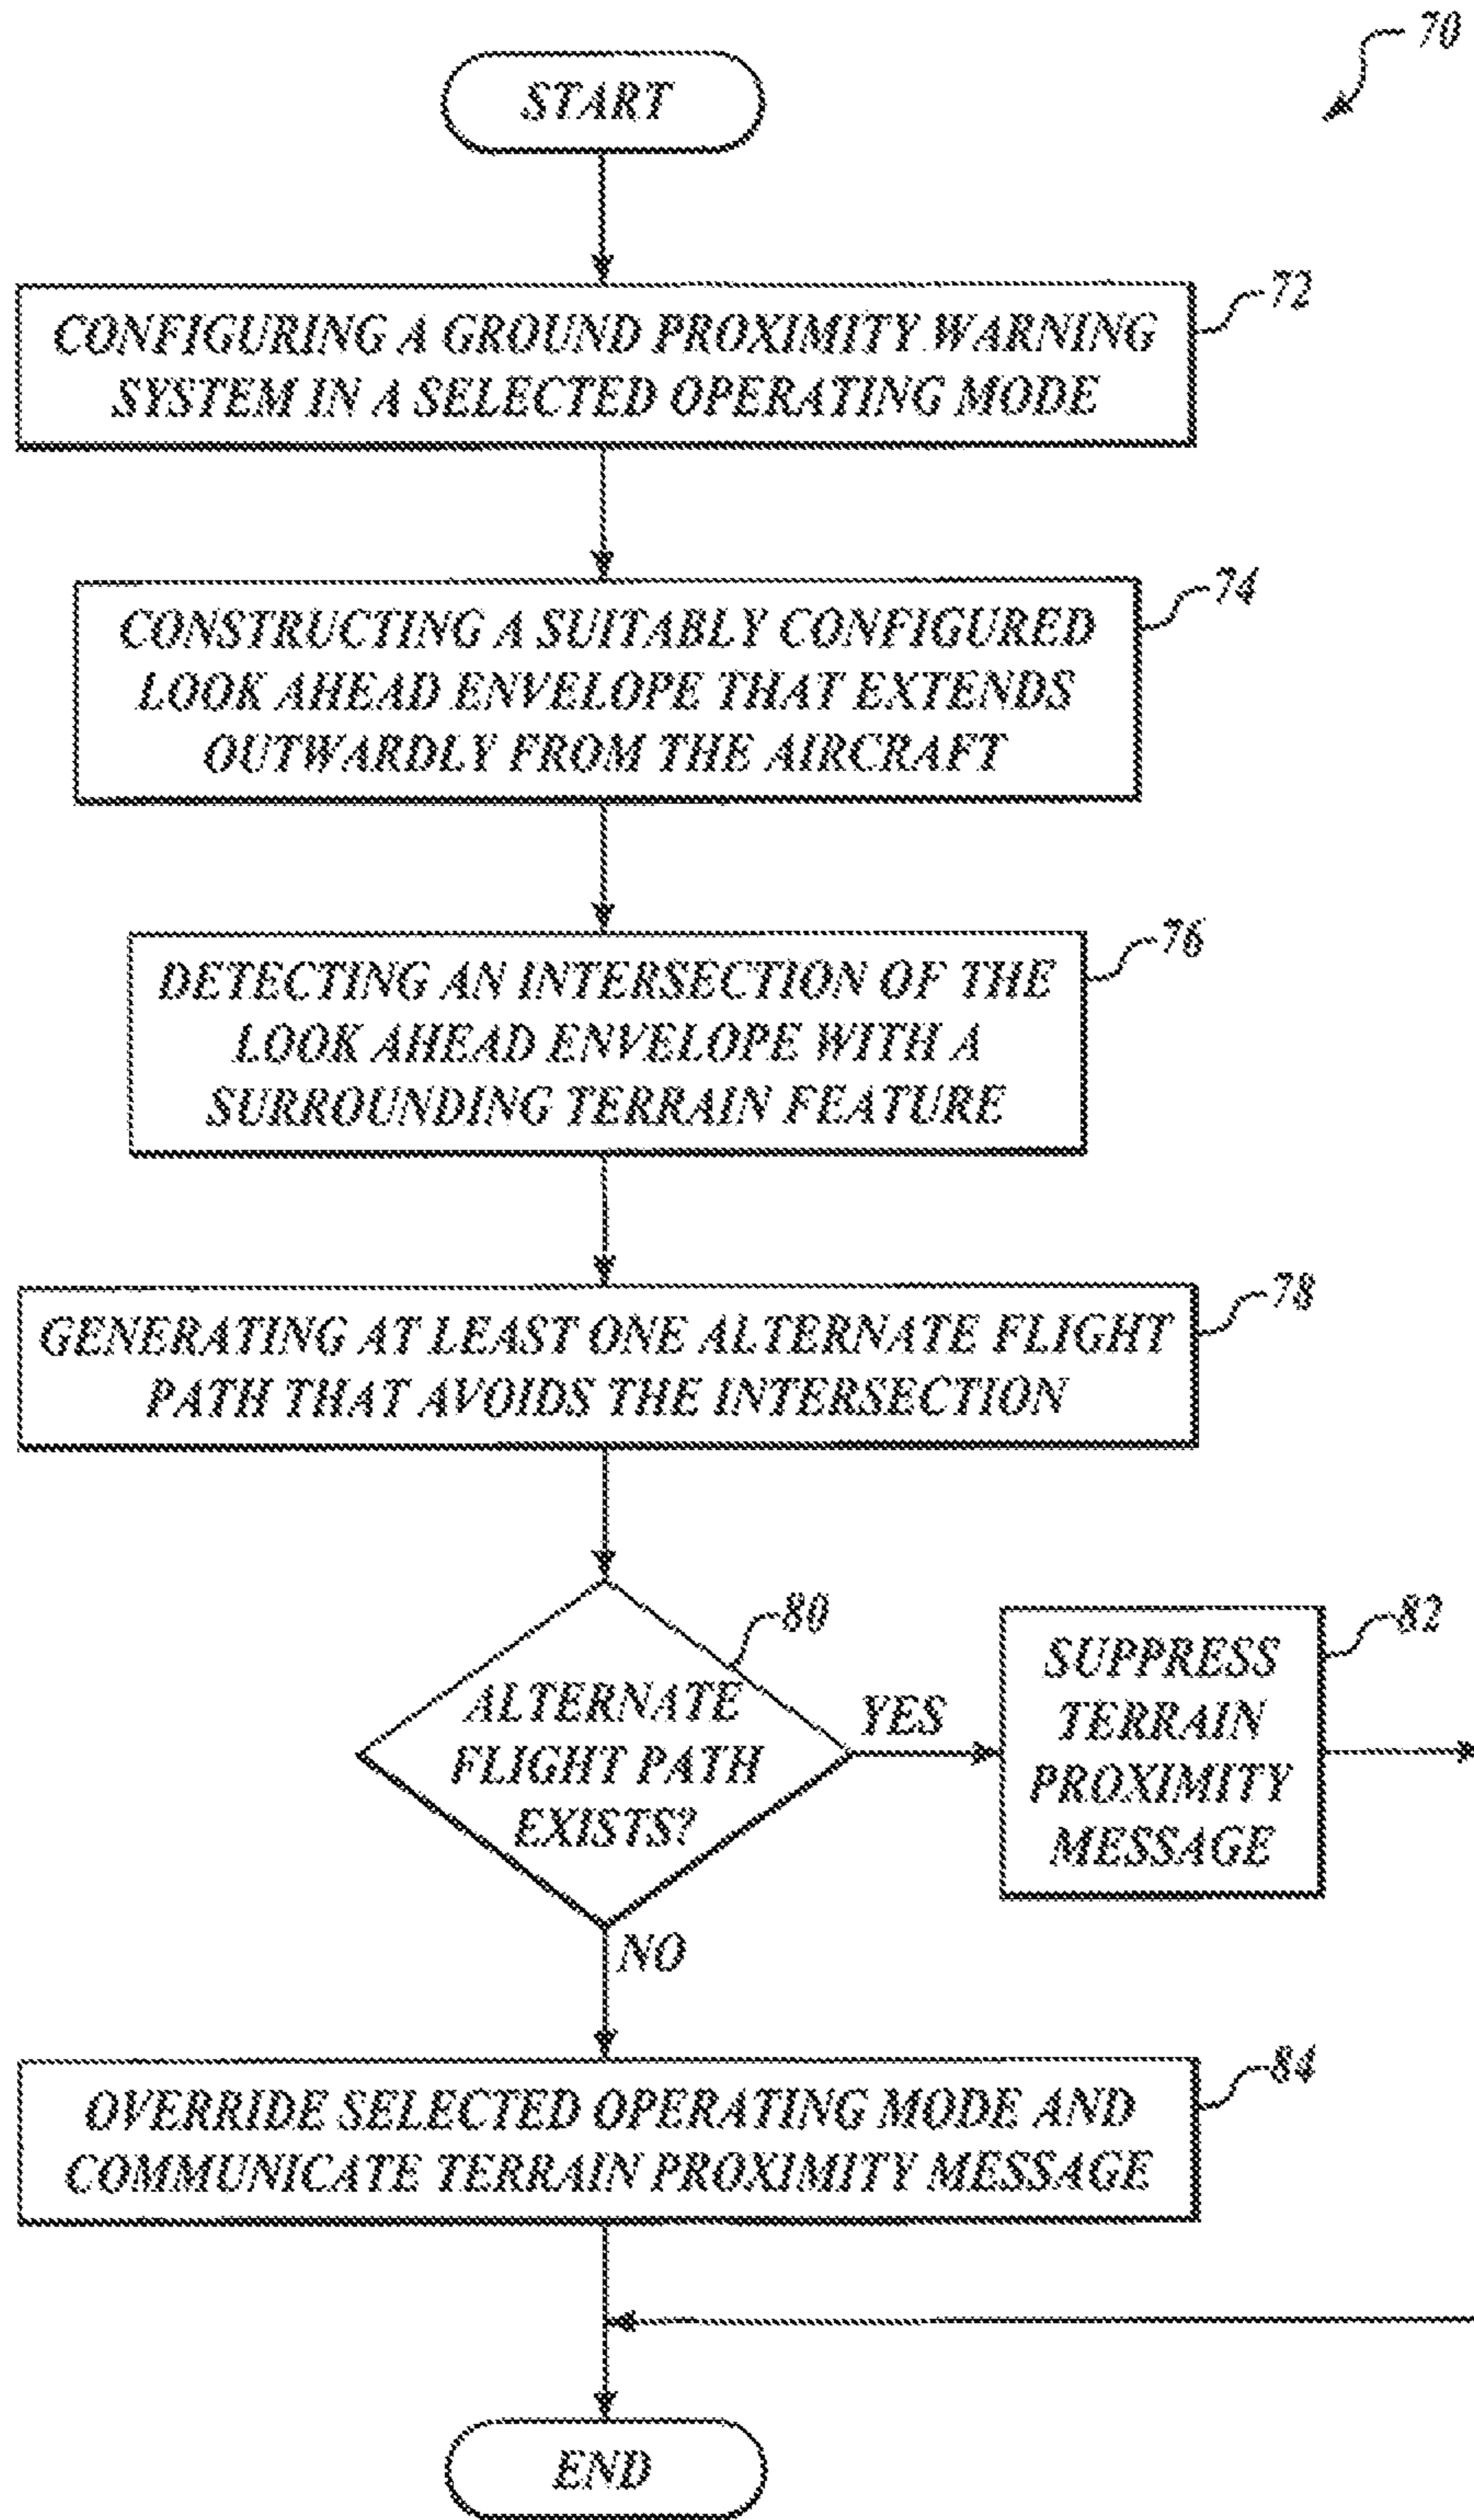 70
START
72
CONFIGURING A GROUND PROXIMITY WARNING
SYSTEM IN A SELECTED OPERATING MODE
74
CONSTRUCTING A SUITABLY CONFIGURED
LOOK AHEAD ENVELOPE THAT EXTENDS
OUTWARDLY FROM THE AIRCRAFT
76
DETECTING AN INTERSECTION OF THE
LOOK AHEAD ENVELOPE WITH A
SURROUNDING TERRAIN FEATURE
78
GENERATING AT LEAST ONE ALTERNATE FLIGHT
PATH THAT AVOIDS THE INTERSECTION
80
ALTERNATE
FLIGHT PATH
EXISTS?
YES
82
SUPPRESS
TERRAIN
PROXIMITY
MESSAGE
NO
84
OVERRIDE SELECTED OPERATING MODE AND
COMMUNICATE TERRAIN PROXIMITY MESSAGE
END